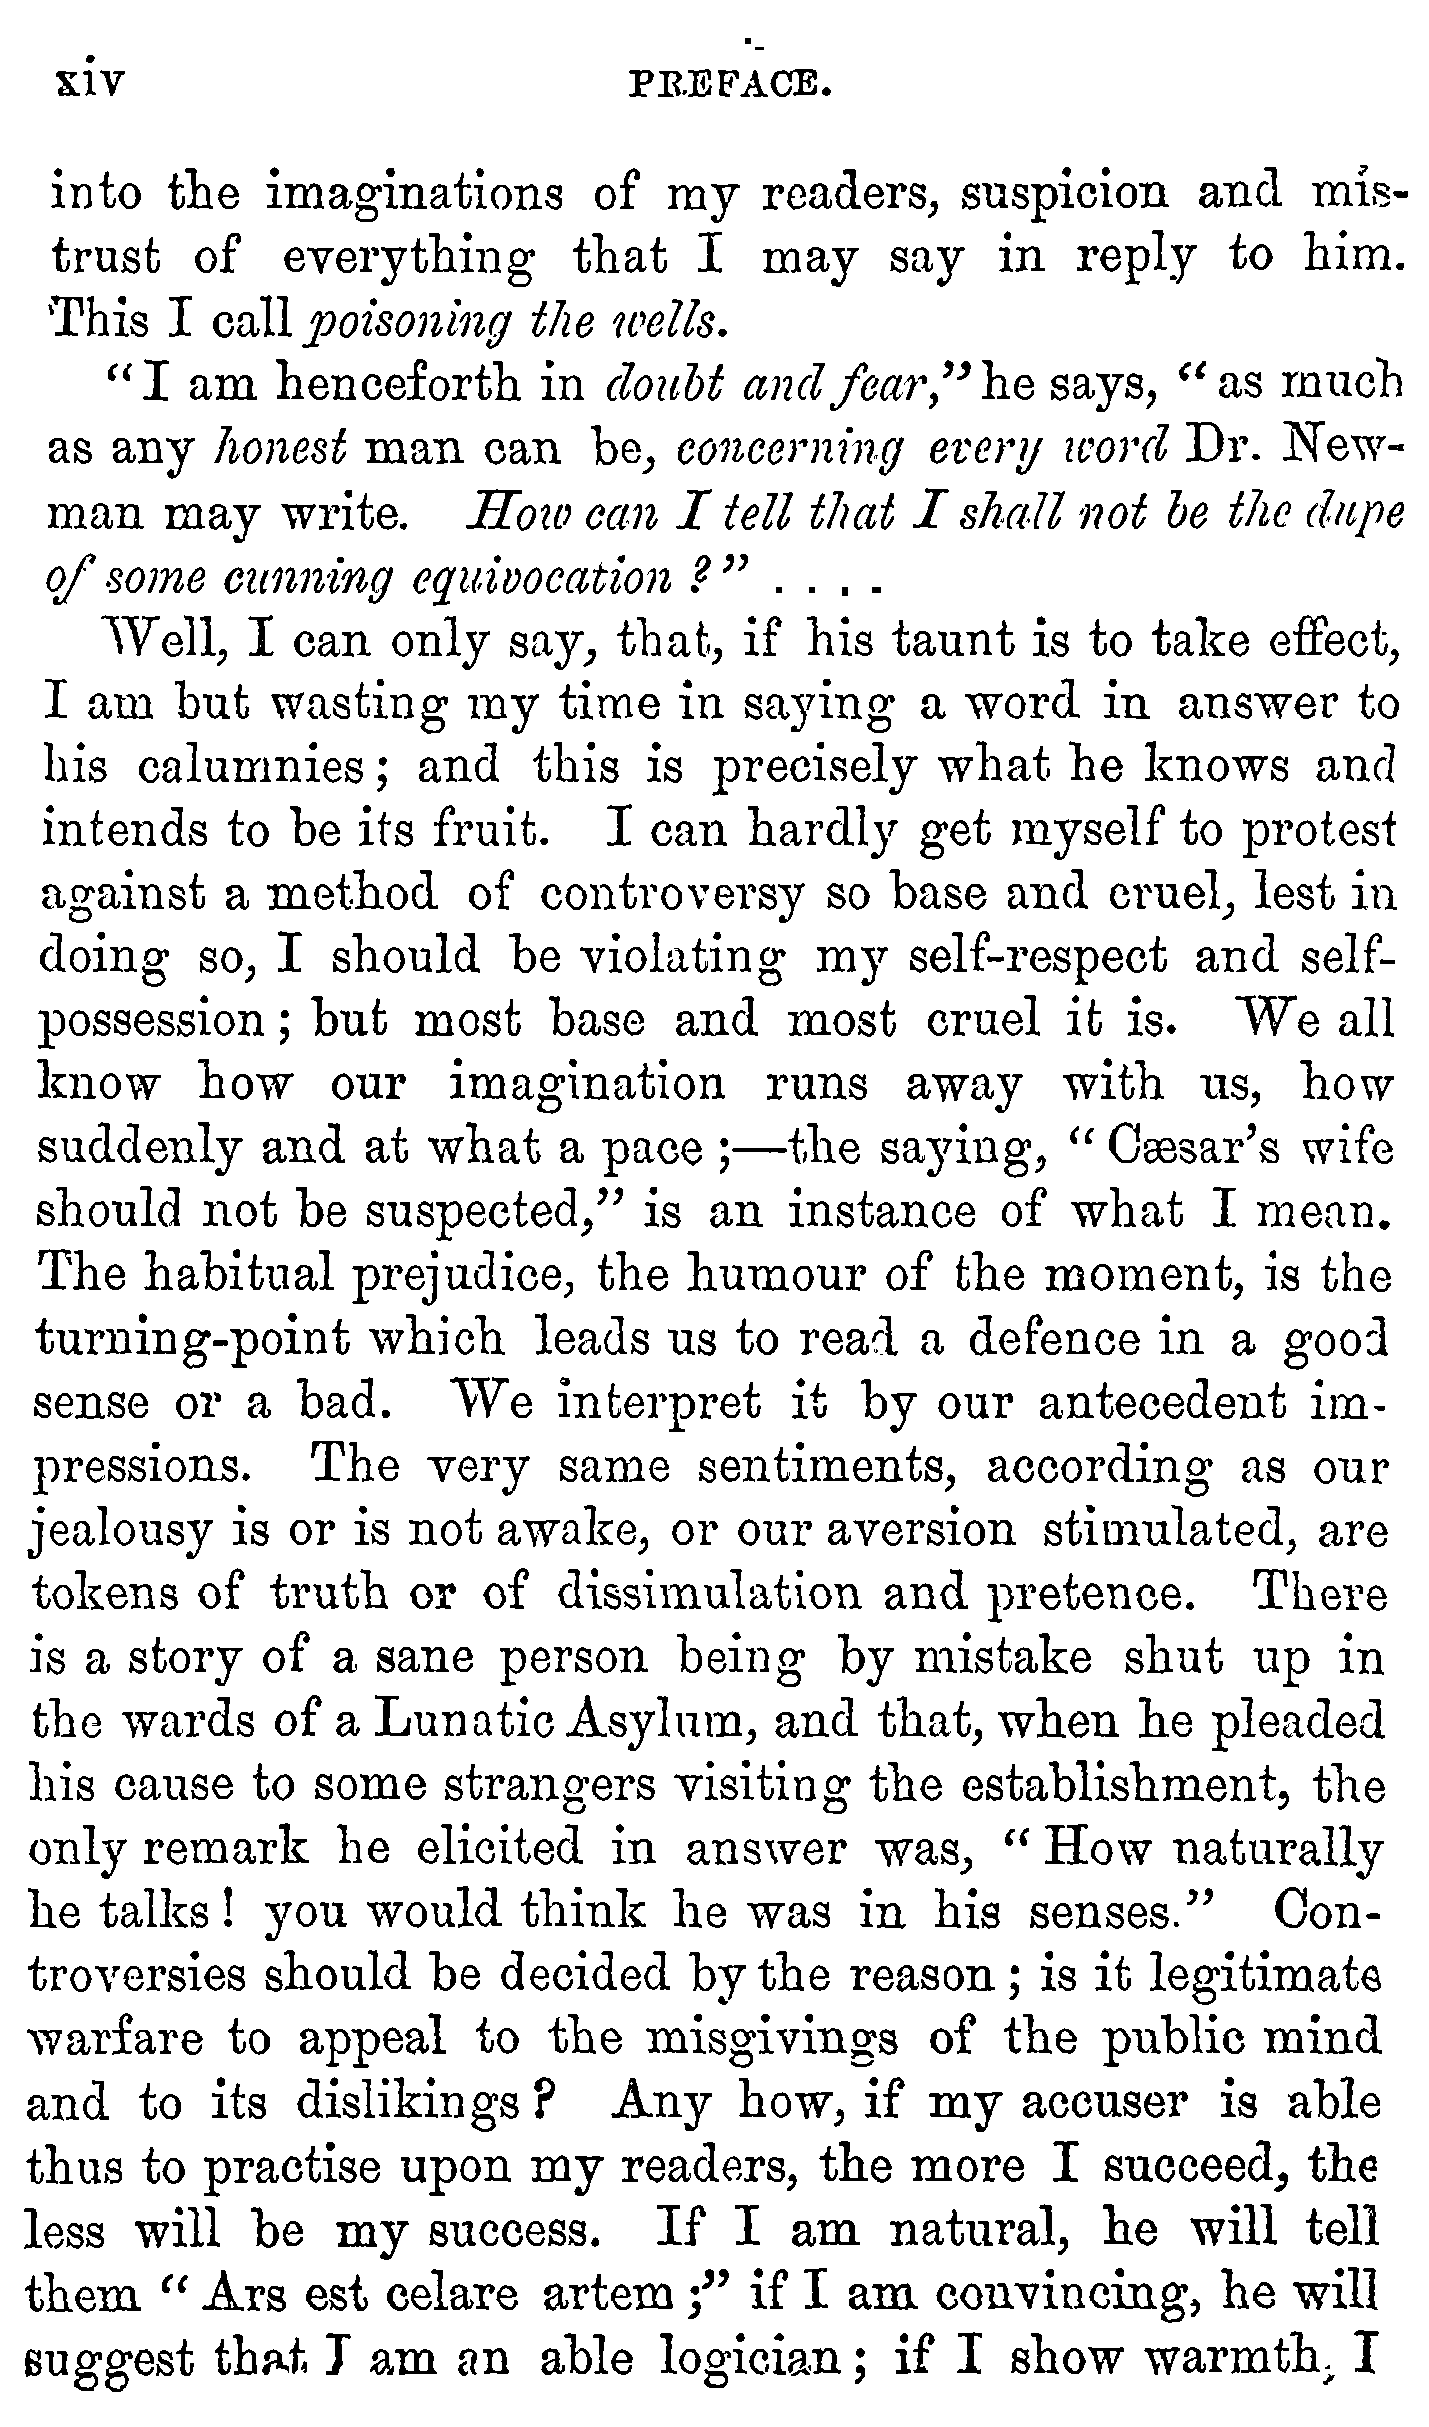 xiv PREFACE.
into the imaginations of my readers, suspicion and mis-
trust of everything that I may say in reply to him.
This I call poisoning the wells.
"I am henceforth in doubt and fear," he says, "as much
as any honest man can be, concerning every word Dr. New-
man may write. How can I tell that I shall not be the dupe
of some cunning equivocation?" ....
Well, I can only say, that, if his taunt is to take effect,
I am but wasting my time in saying a word in answer to
his calumnies; and this is precisely what he knows and
intends to be its fruit. I can hardly get myself to protest
against a method of controversy so base and cruel, lest in
doing so, I should be violating my self-respect and self-
possession; but most base and most cruel it is. We all
know how our imagination runs away with us, how
suddenly and at what a pace;—the saying, "Cæsar's wife
should not be suspected," is an instance of what I mean.
The habitual prejudice, the humour of the moment, is the
turning-point which leads us to read a defence in a good
sense or a bad. We interpret it by our antecedent im-
pressions. The very same sentiments, according as our
jealousy is or is not awake, or our aversion stimulated, are
tokens of truth or of dissimulation and pretence. There
is a story of a sane person being by mistake shut up in
the wards of a Lunatic Asylum, and that, when he pleaded
his cause to some strangers visiting the establishment, the
only remark he elicited in answer was, "How naturally
he talks! you would think he was in his senses." Con-
troversies should be decided by the reason; is it legitimate
warfare to appeal to the misgivings of the public mind
and to its dislikings? Any how, if my accuser is able
thus to practise upon my readers, the more I succeed, the
less will be my success. If I am natural, he will tell
them "Ars est celare artem;" if I am convincing, he will
suggest that I am an able logician; if I show warmth, I